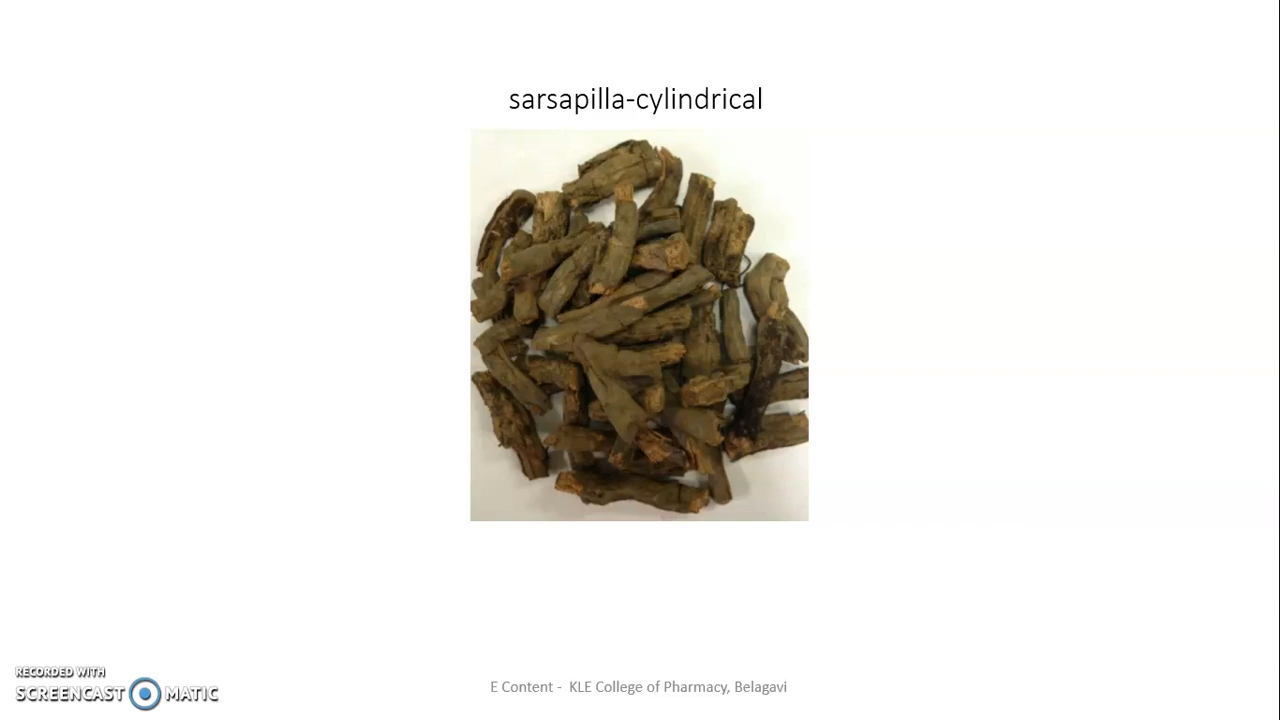 sarsapilla-cylindrical
RECORDED WITH
SCREENCAST MATIC
E Content - KLE College of Pharmacy, Belagavi